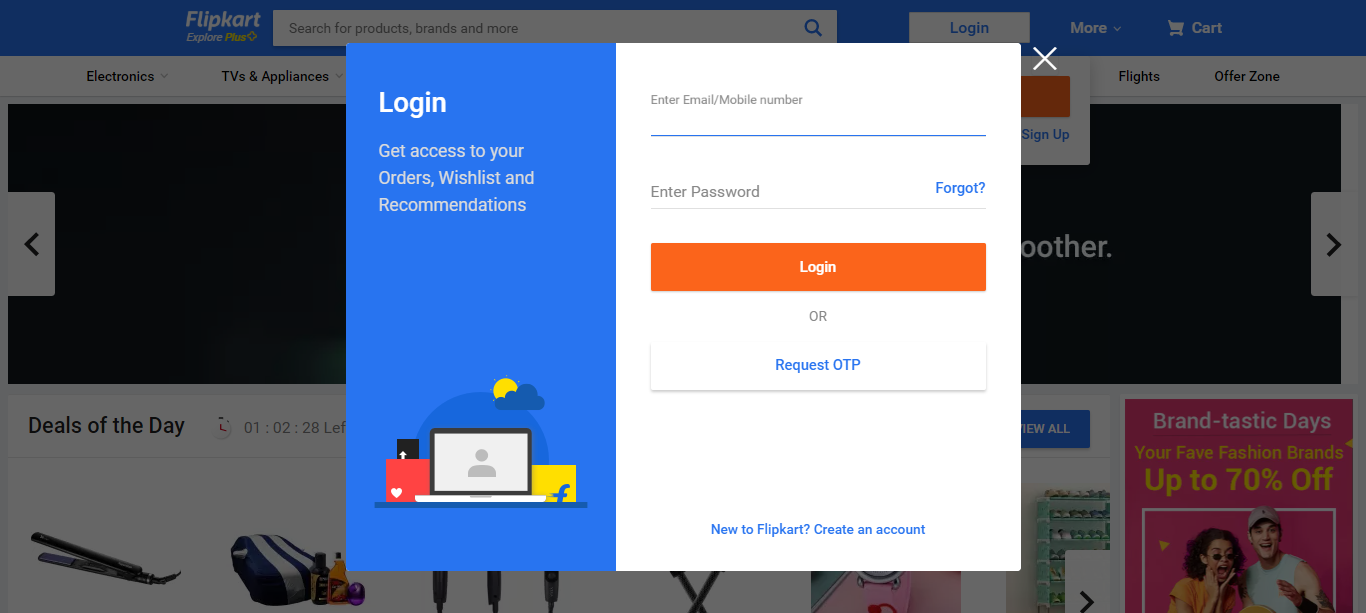 Flipkart
Explore Plus
Search for products, brands and more
Login
More
Cart
Electronics
TVs & Appliances
Flights
Offer Zone
Login
Get access to your
Orders, Wishlist and
Recommendations
Enter Email/Mobile number
Enter Password
Forgot?
Login
OR
Request OTP
New to Flipkart? Create an account
Sign Up
oother.
Deals of the Day
01 : 02 : 28 Lef
VIEW ALL
Brand-tastic Days
Your Fave Fashion Brands
Up to 70% Off